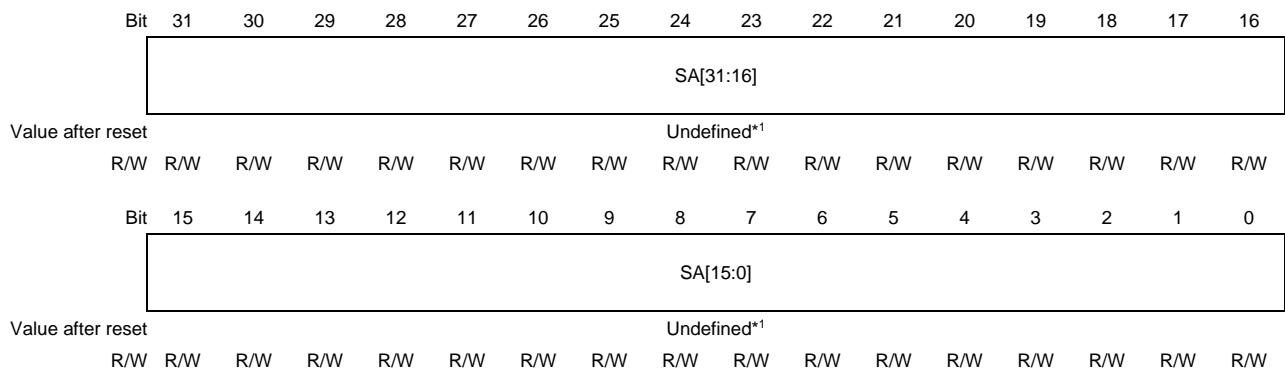 Bit 31 30 29 28 27 26 25 24 23 22 21 20 19 18 17 16
SA[31:16]
Value after reset Undefined*1
R/W R/W R/W R/W R/W R/W R/W R/W R/W R/W R/W R/W R/W R/W R/W R/W R/W
Bit 15 14 13 12 11 10 9 8 7 6 5 4 3 2 1 0
SA[15:0]
Value after reset Undefined*1
R/W R/W R/W R/W R/W R/W R/W R/W R/W R/W R/W R/W R/W R/W R/W R/W R/W